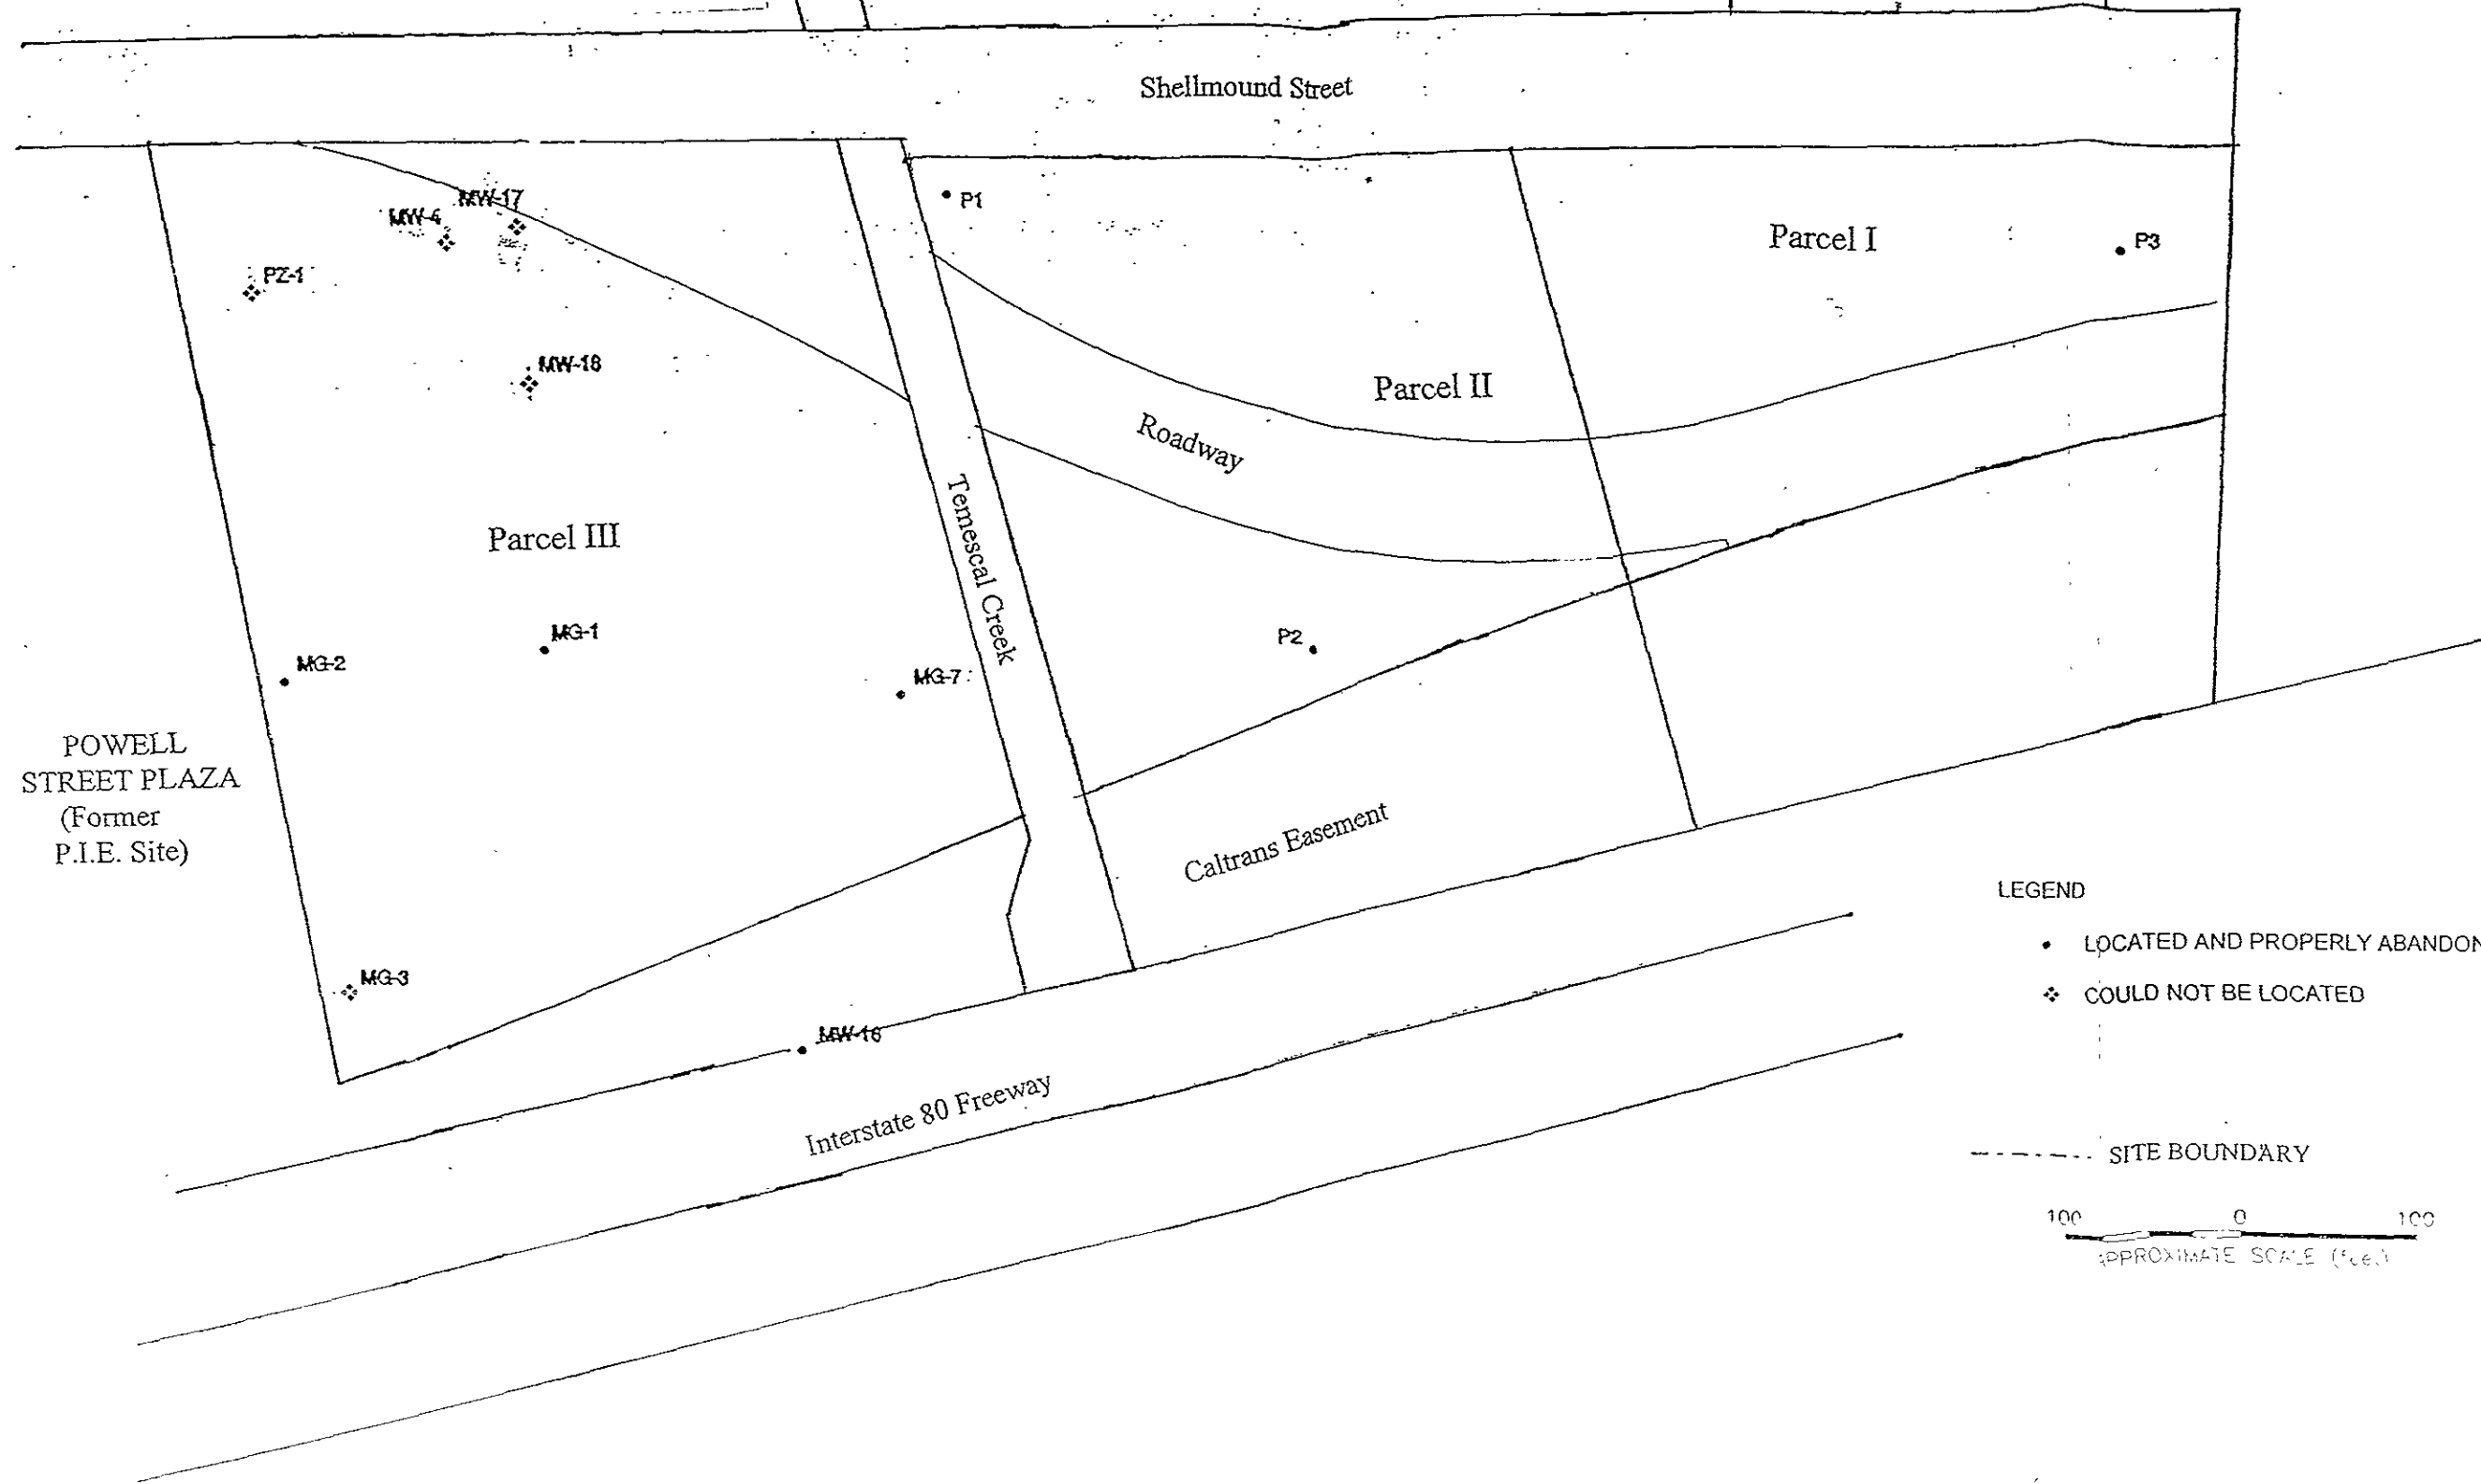 Shellmound Street
MW-17
MW-4
P1
PZ-1
Parcel I
P3
MW-18
Parcel II
Roadway
Temescal Creek
Parcel III
MG-1
P2
MG-2
MG-7
POWELL
STREET PLAZA
(Former
P.I.E. Site)
Caltrans Easement
MG-3
MW-16
Interstate 80 Freeway
LEGEND
LOCATED AND PROPERLY ABANDON
COULD NOT BE LOCATED
SITE BOUNDARY
100 0 100
APPROXIMATE SCALE